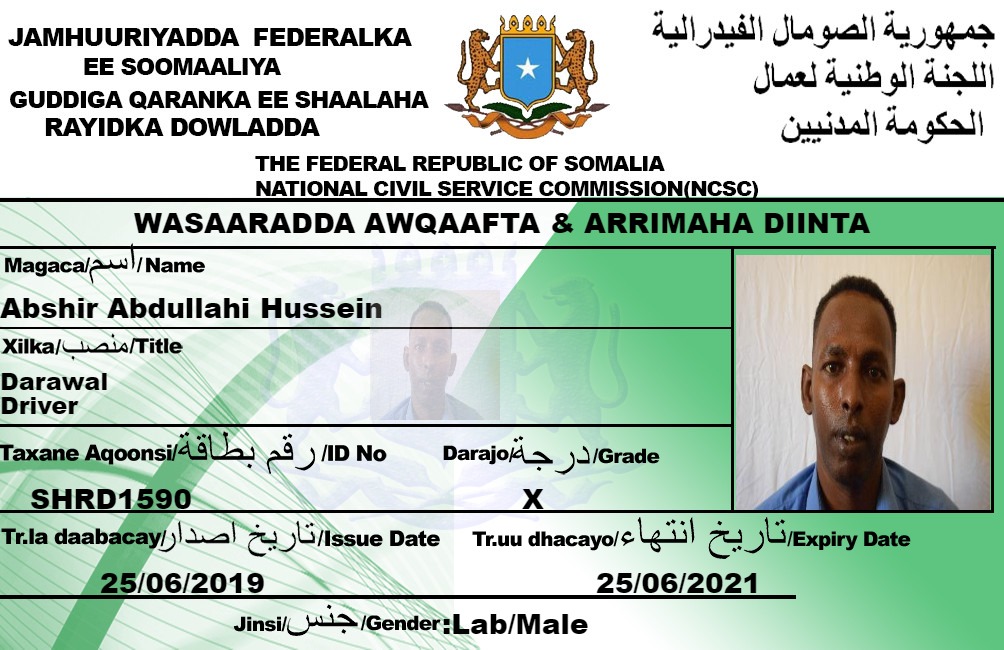 JAMHUURIYADDA FEDERALKA
EE SOOMAALIYA
GUDDIGA QARANKA EE SHAALAHA
RAYIDKA DOWLADDA
جمهورية الصومال الفيدرالية
اللجنة الوطنية لعمال
الحكومة المدنيين
THE FEDERAL REPUBLIC OF SOMALIA
NATIONAL CIVIL SERVICE COMMISSION(NCSC)
WASAARADDA AWQAAFTA & ARRIMAHA DIINTA
Magaca/اسم/Name
Abshir Abdullahi Hussein
Xilka/منصب/Title
Darawal
Driver
Taxane Aqoonsi/رقم بطاقة/ID No
Darajo/درجة/Grade
SHRD1590
X
Tr.la daabacay/تاريخ اصدار/Issue Date
Tr.uu dhacayo/تاريخ انتهاء/Expiry Date
25/06/2019
25/06/2021
Jinsi/جنس/Gender:Lab/Male